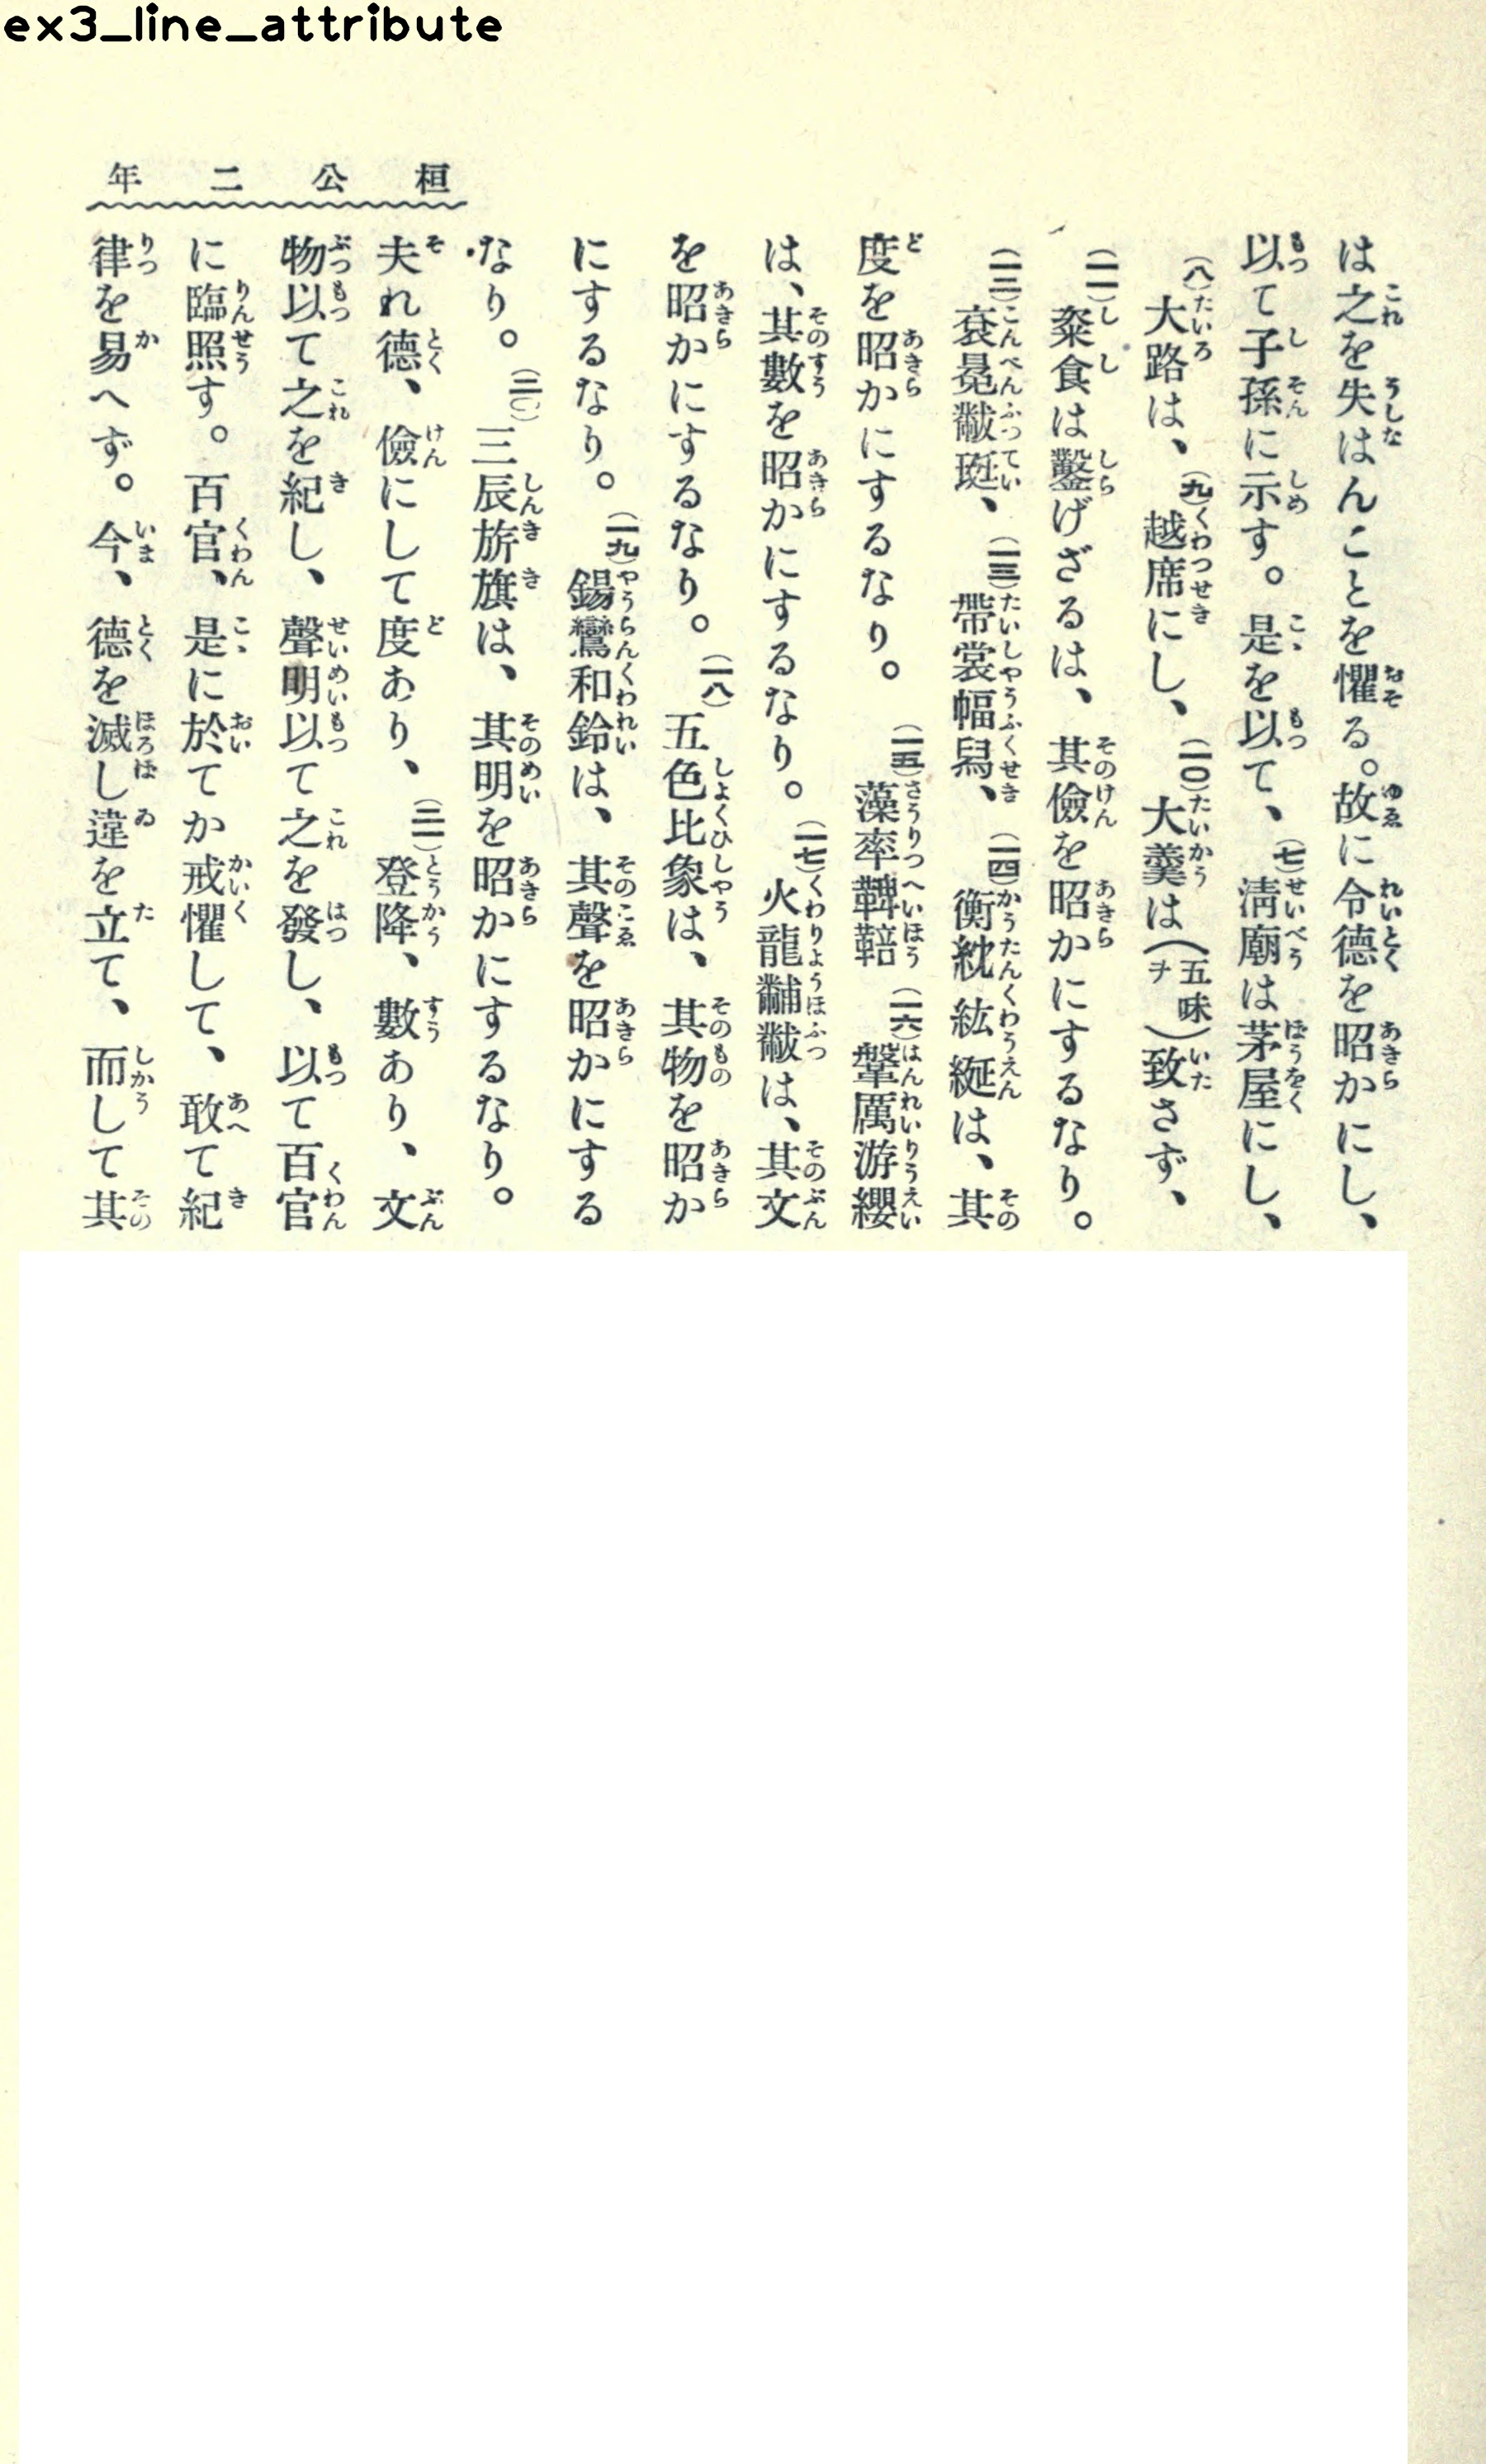 ex3_line_attribute
桓公二年
は之を失はんことを懼る。故に令德を昭かにし、
以て子孫に示す。是を以て、(七)淸廟は茅屋にし、
(八)大路は、(九)越席にし、(一〇)大羹は(五味ヲ)致さず、
(一一)粢食は鑿げざるは、其儉を昭かにするなり。
(一二)袞冕黻珽、(一三)帶裳幅舄、(一四)衡紞紘綖は、其
度を昭かにするなり。(一五)藻率鞞鞛(一六)鞶厲游纓
は、其數を昭かにするなり。(一七)火龍黼黻は、其文
を昭かにするなり。(一八)五色比象は、其物を昭か
にするなり。(一九)鍚鸞和鈴は、其聲を昭かにする
なり。(二〇)三辰旂旗は、其明を昭かにするなり。
夫れ德、儉にして度あり、(二一)登降、數あり、文
物以て之を紀し、聲明以て之を發し、以て百官
に臨照す。百官、是に於てか戒懼して、敢て紀
律を易へず。今、德を滅し違を立て、而して其